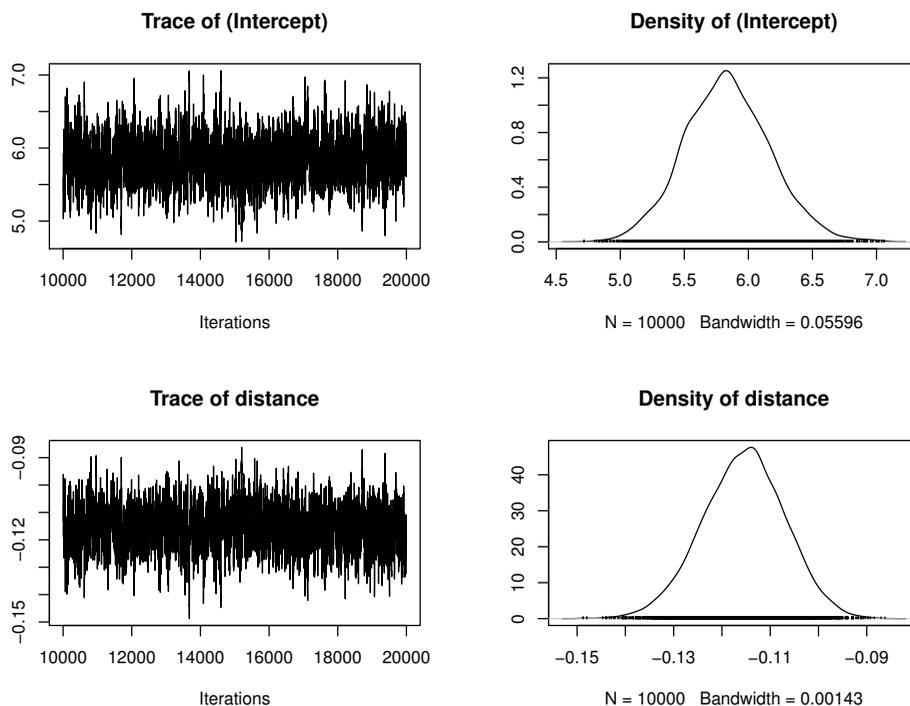 Trace of (Intercept)
7.0
6.0
5.0
10000 12000 14000 16000 18000 20000
Iterations
Density of (Intercept)
1.2
0.8
0.4
0.0
4.5 5.0 5.5 6.0 6.5 7.0
N = 10000 Bandwidth = 0.05596
Trace of distance
−0.09
−0.12
−0.15
10000 12000 14000 16000 18000 20000
Iterations
Density of distance
40
30
20
10
0
−0.15 −0.13 −0.11 −0.09
N = 10000 Bandwidth = 0.00143